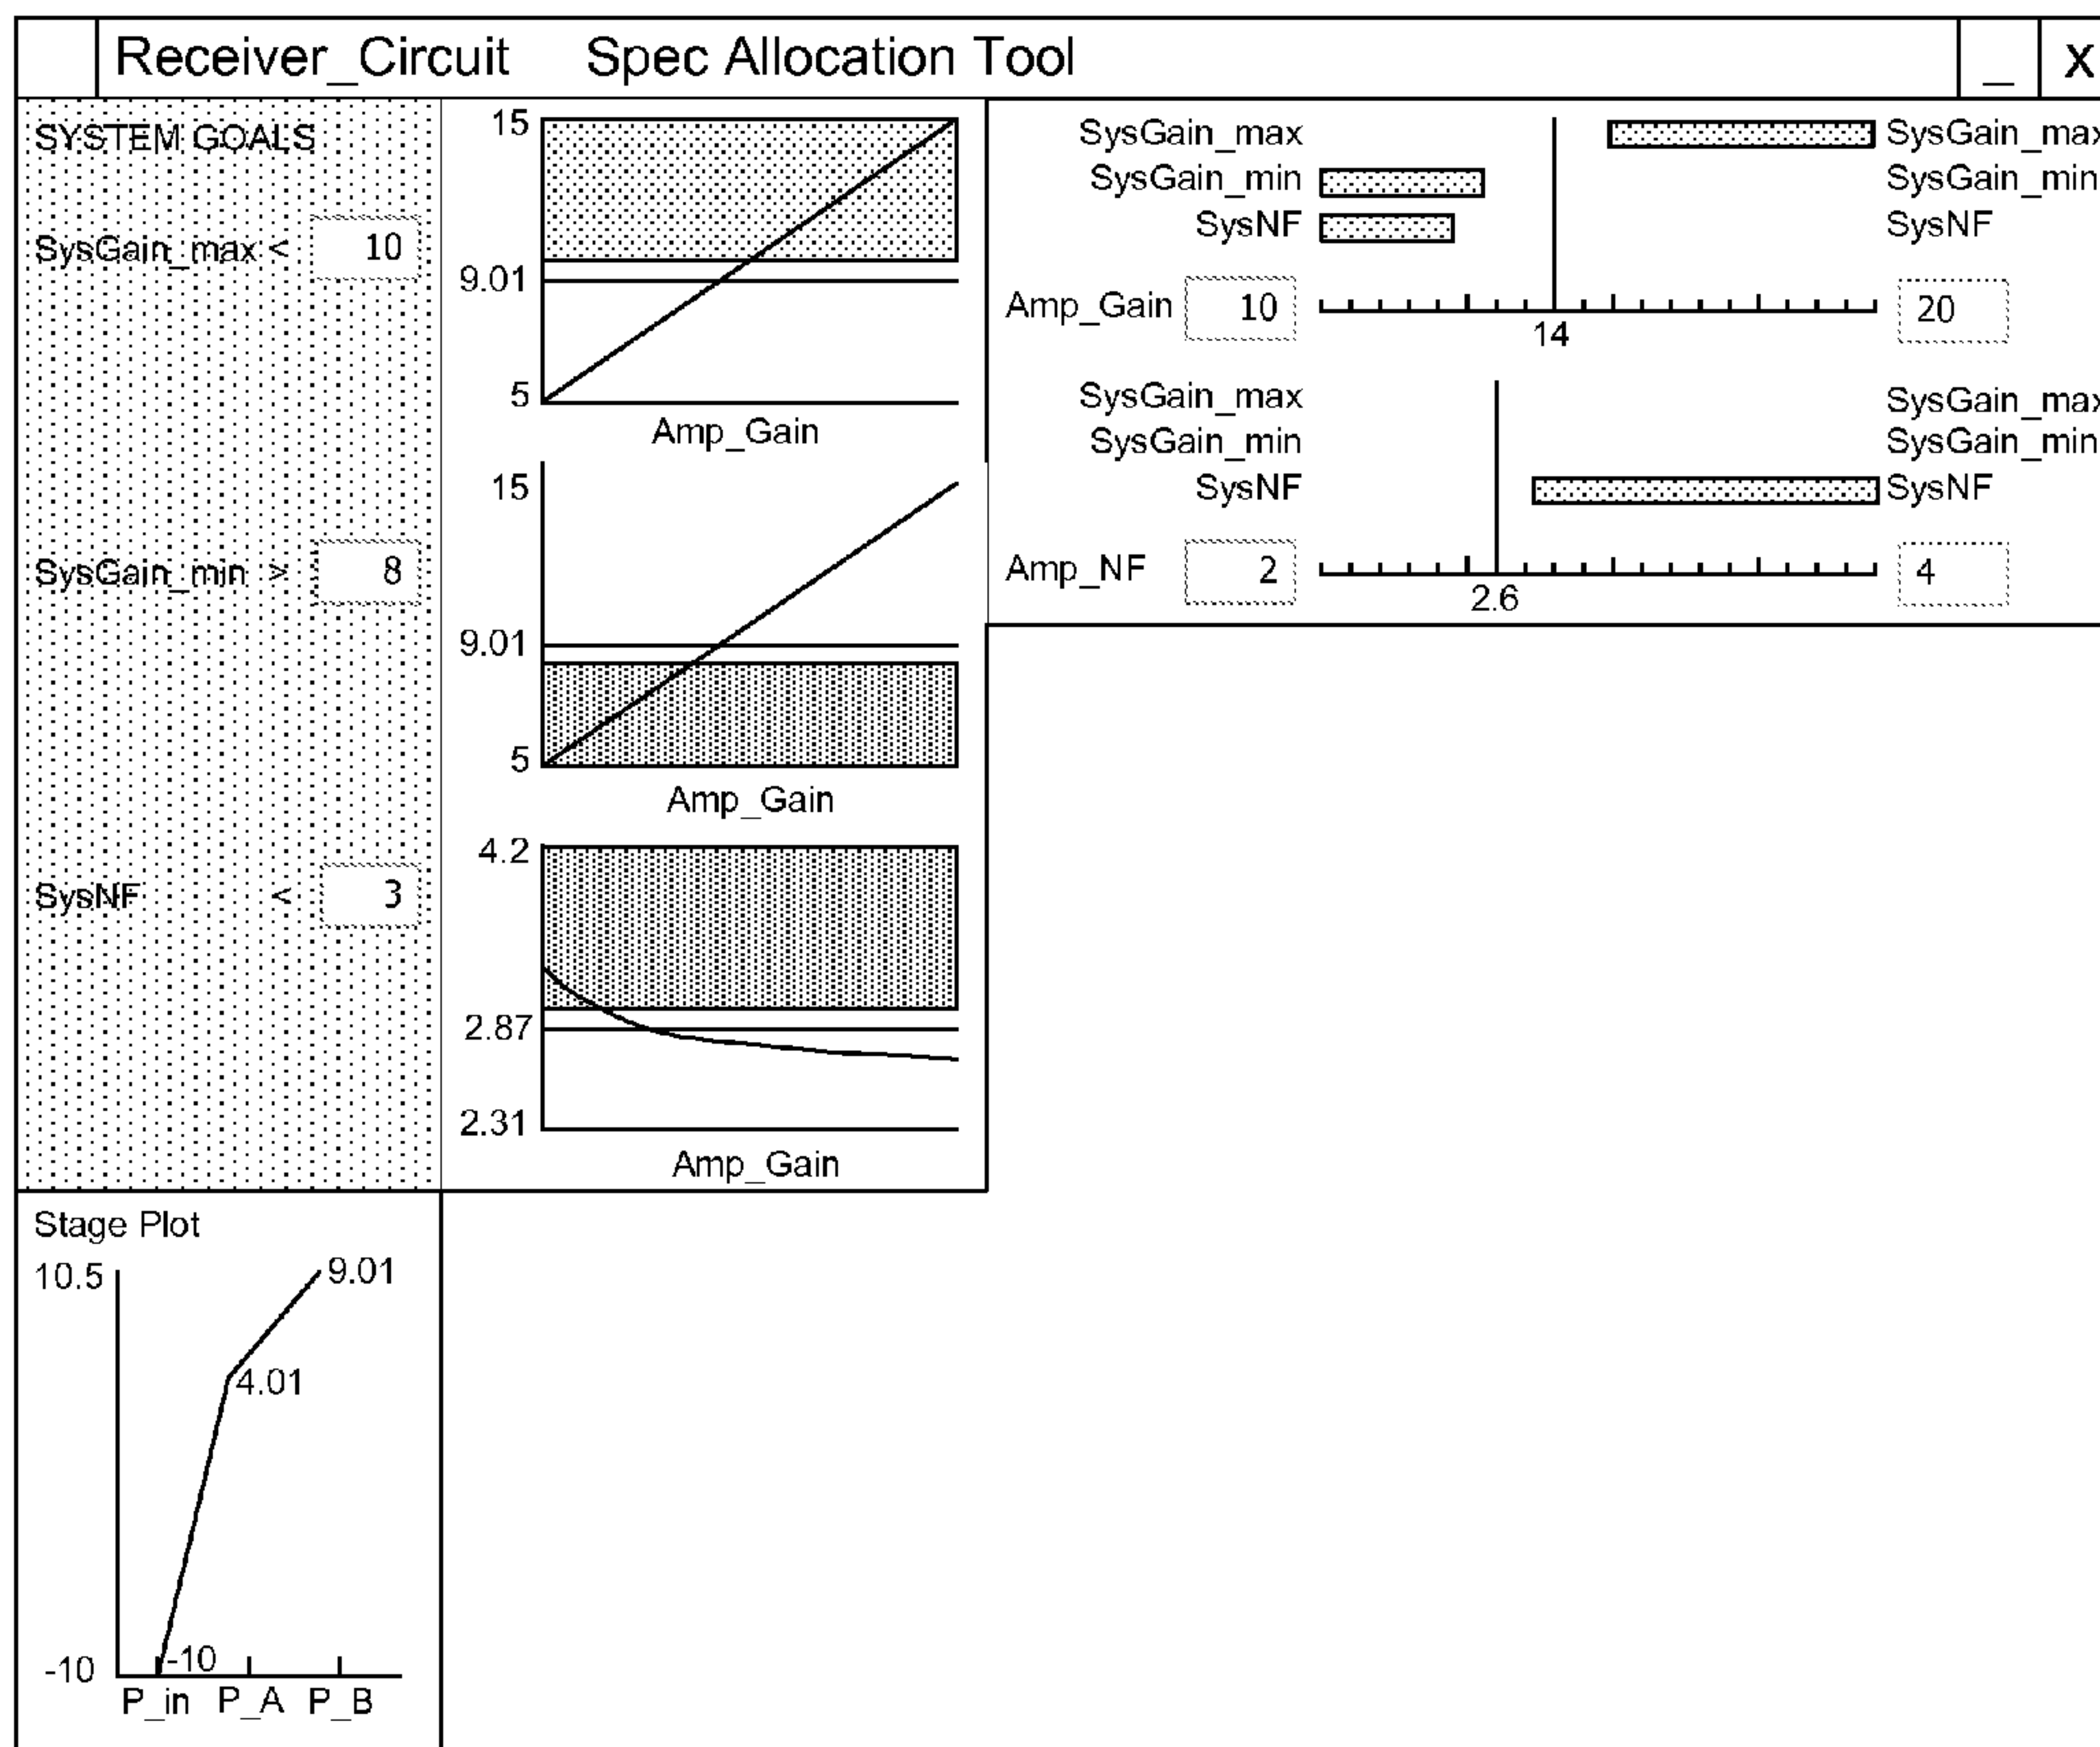 Receiver_Circuit Spec Allocation Tool _ X
SYSTEM GOALS
SysGain_max < 10
SysGain_min > 8
SysNF < 3
15
9.01
5
Amp_Gain
15
9.01
5
Amp_Gain
4.2
2.87
2.31
Amp_Gain
SysGain_max SysGain_max
SysGain_min SysGain_min
SysNF SysNF
Amp_Gain 10 20
14
SysGain_max SysGain_max
SysGain_min SysGain_min
SysNF SysNF
Amp_NF 2 4
2.6
Stage Plot
10.5 9.01
4.01
-10 -10
P_in P_A P_B